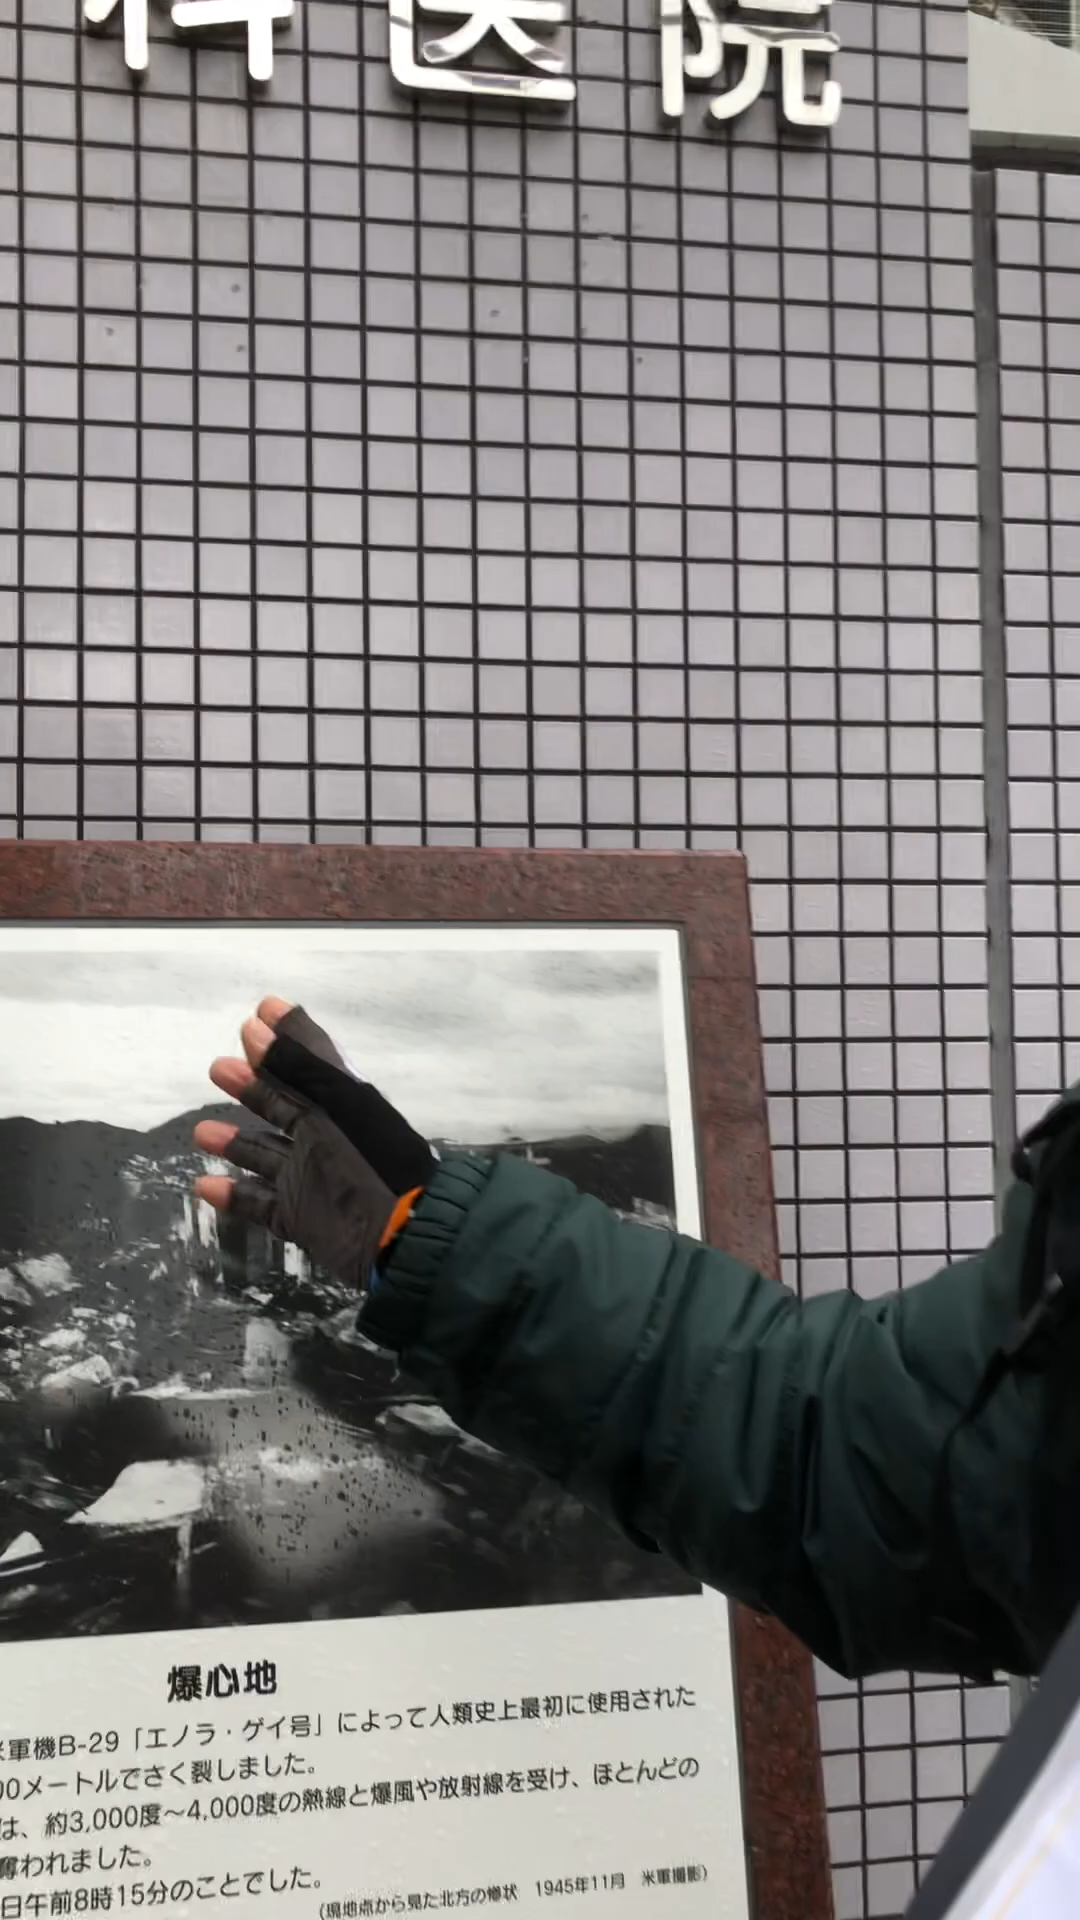 科医院
爆心地
米軍機B-29「エノラ・ゲイ号」によって人類史上最初に使用された
00メートルでさく裂しました。
は、約3,000度~4,000度の熱線と爆風や放射線を受け、ほとんどの
奪われました。
日午前8時15分のことでした。
(現地点から見た北方の惨状 1945年11月 米軍撮影)